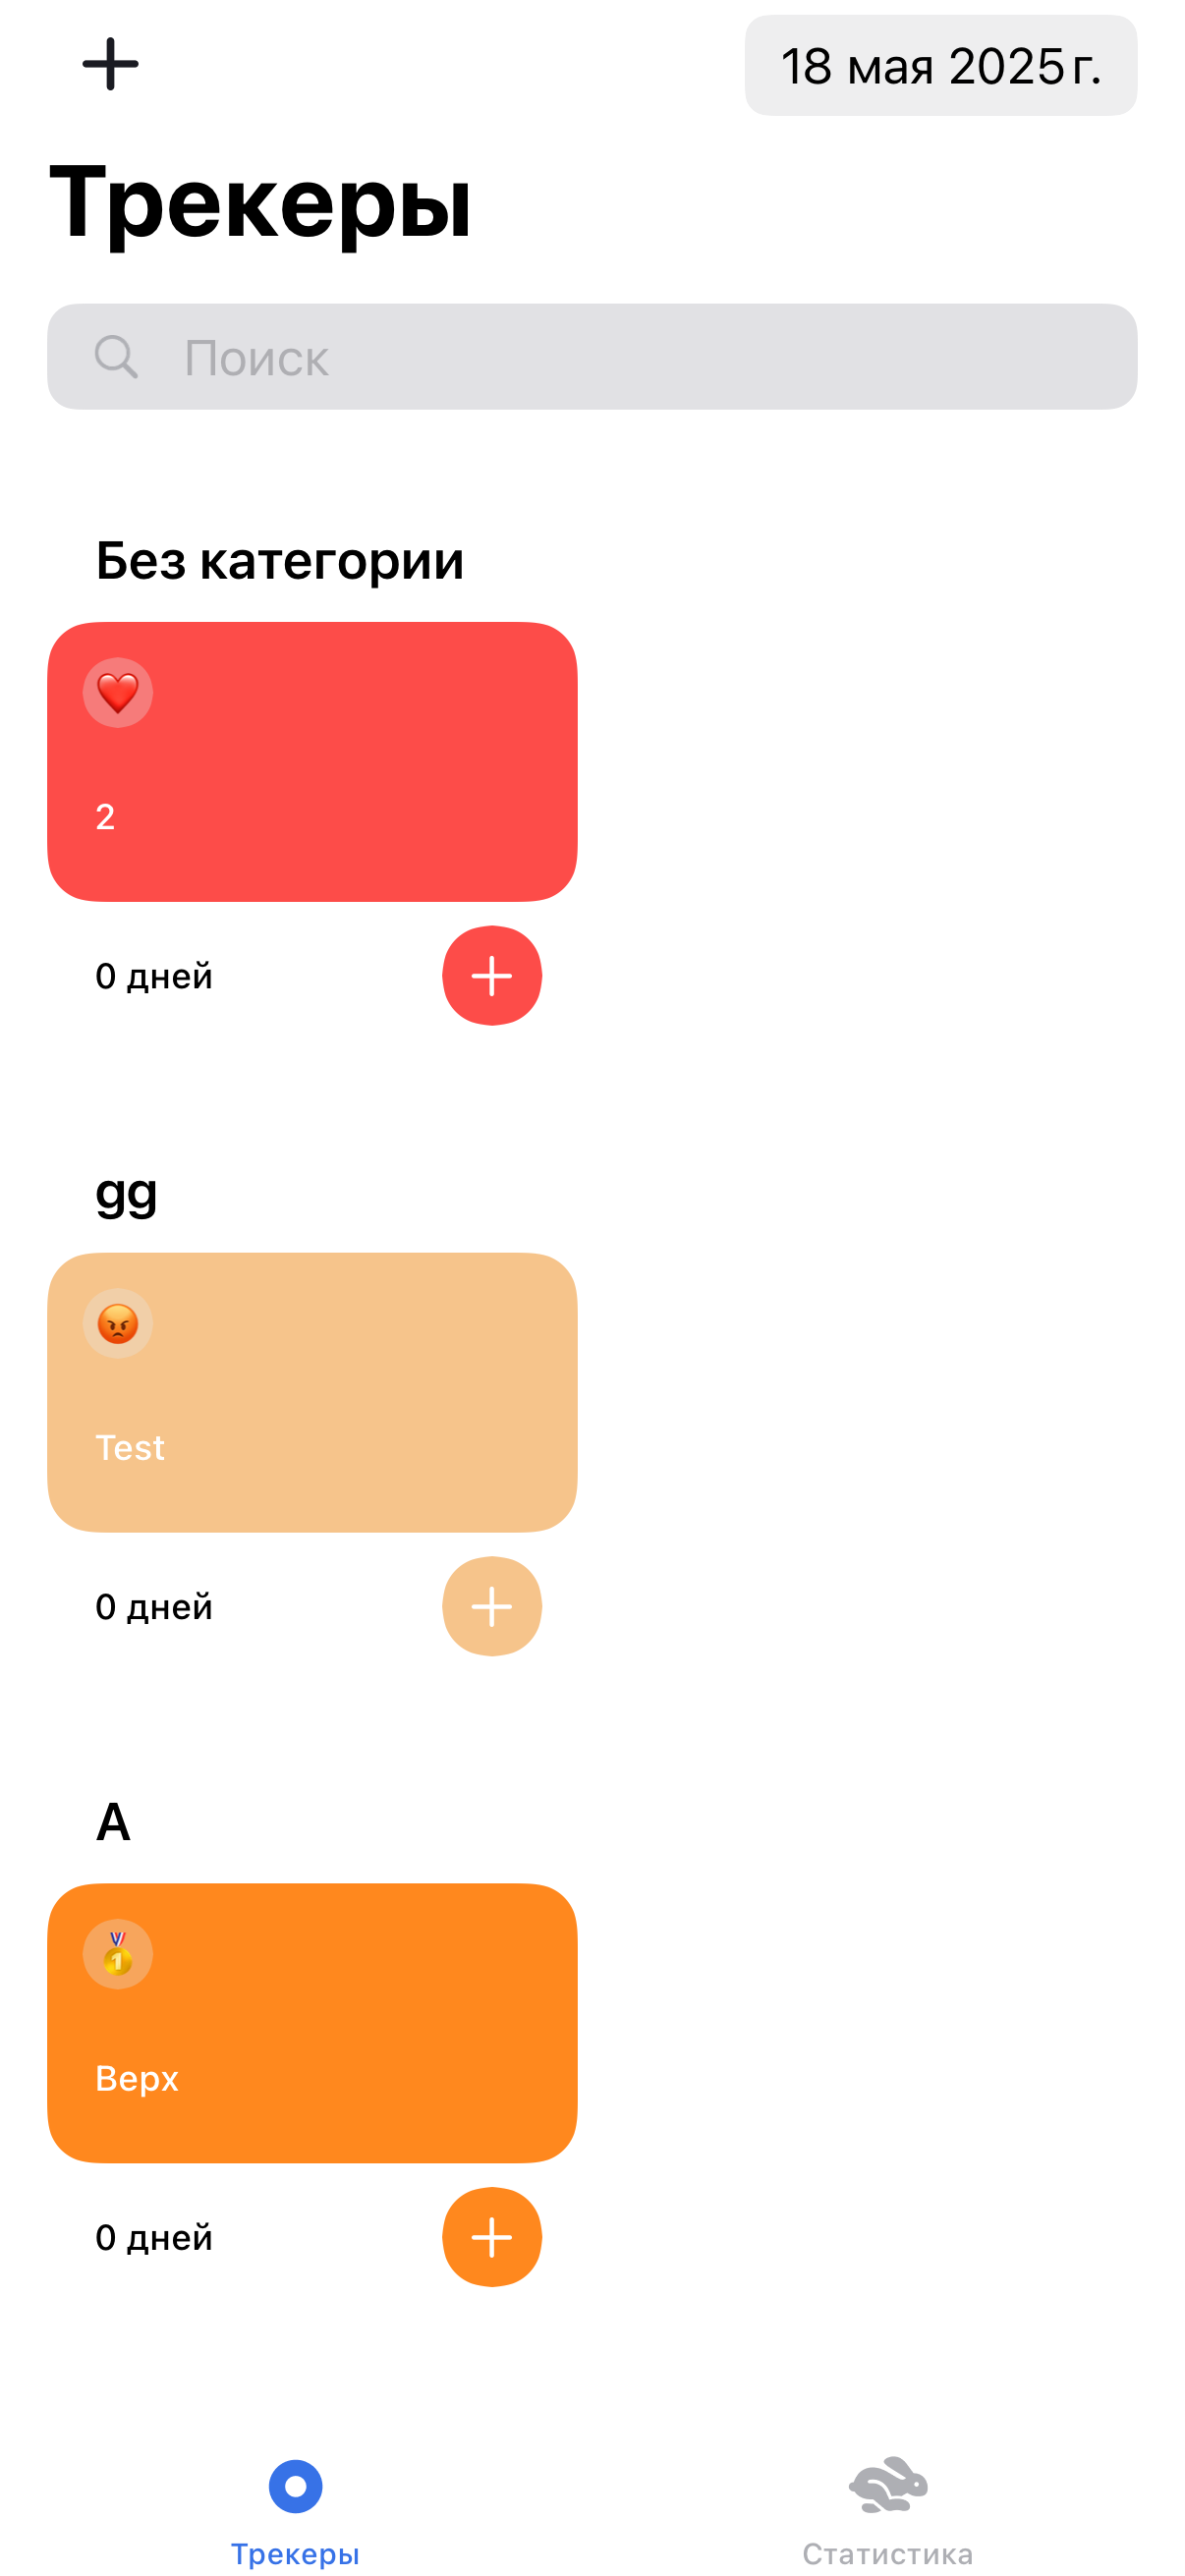 18 мая 2025 г.
Трекеры
Поиск
Без категории
2
0 дней
gg
Test
0 дней
А
Верх
0 дней
Трекеры
Статистика